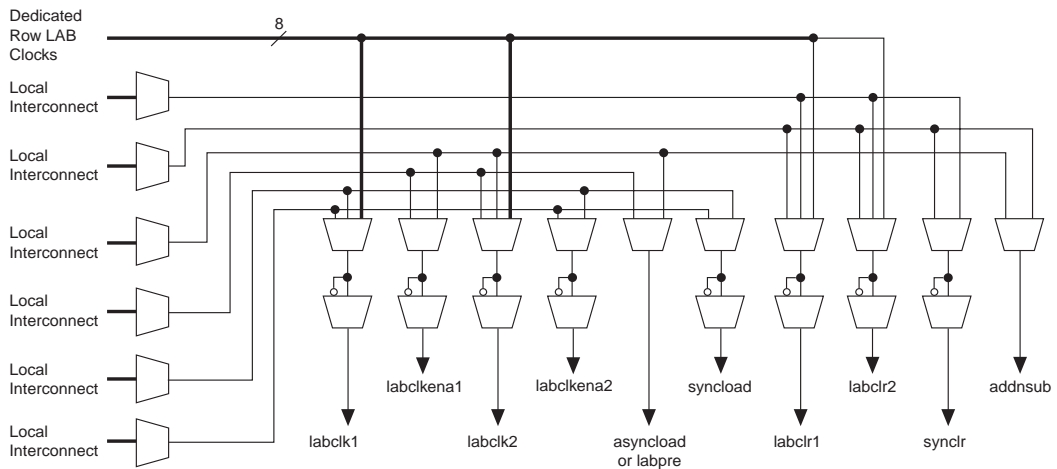 Dedicated
Row LAB
Clocks
8
Local
Interconnect
Local
Interconnect
Local
Interconnect
Local
Interconnect
Local
Interconnect
Local
Interconnect
labclkena1
labclkena2
syncload
labclr2
addnsub
labclk1
labclk2
asyncload
or labpre
labclr1
synclr